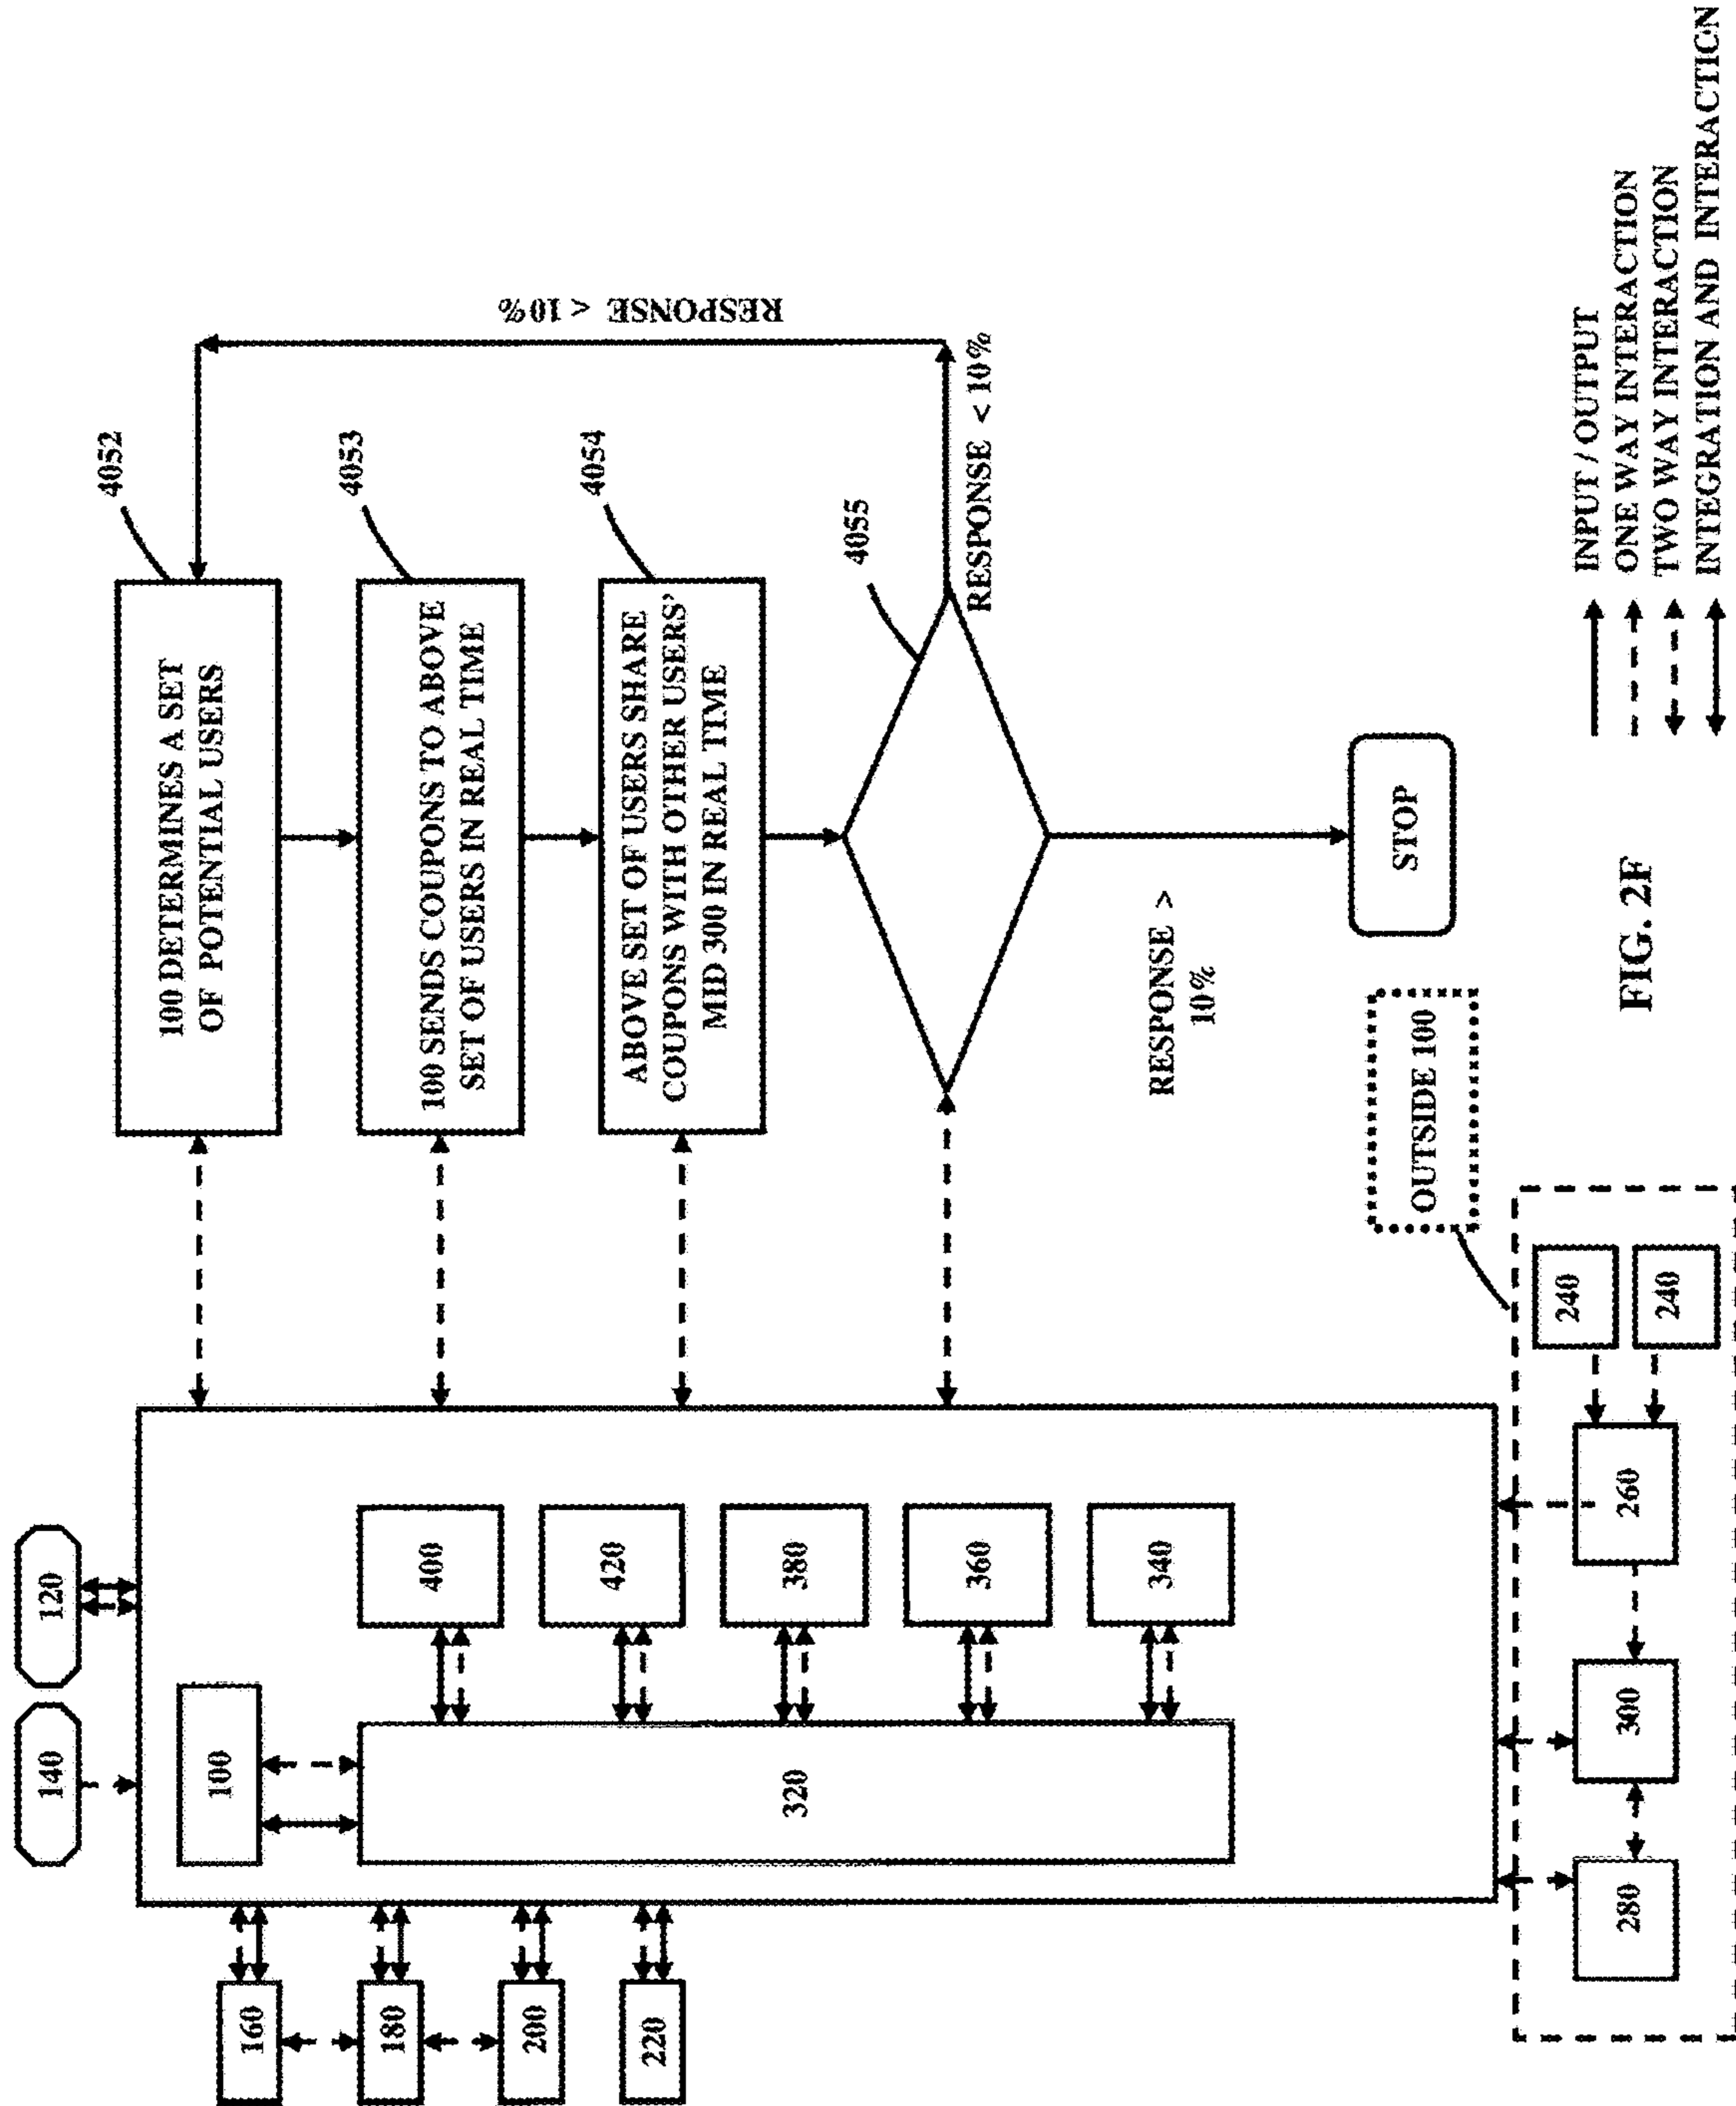 140
120
160
180
200
220
100
320
400
420
380
360
340
100 DETERMINES A SET
OF POTENTIAL USERS
4052
100 SENDS COUPONS TO ABOVE
SET OF USERS IN REAL TIME
4053
ABOVE SET OF USERS SHARE
COUPONS WITH OTHER USERS'
MID 300 IN REAL TIME
4054
4055
RESPONSE < 10%
RESPONSE < 10%
RESPONSE >
10%
STOP
OUTSIDE 100
280
300
260
240
240
FIG. 2F
INPUT / OUTPUT
ONE WAY INTERACTION
TWO WAY INTERACTION
INTEGRATION AND INTERACTION